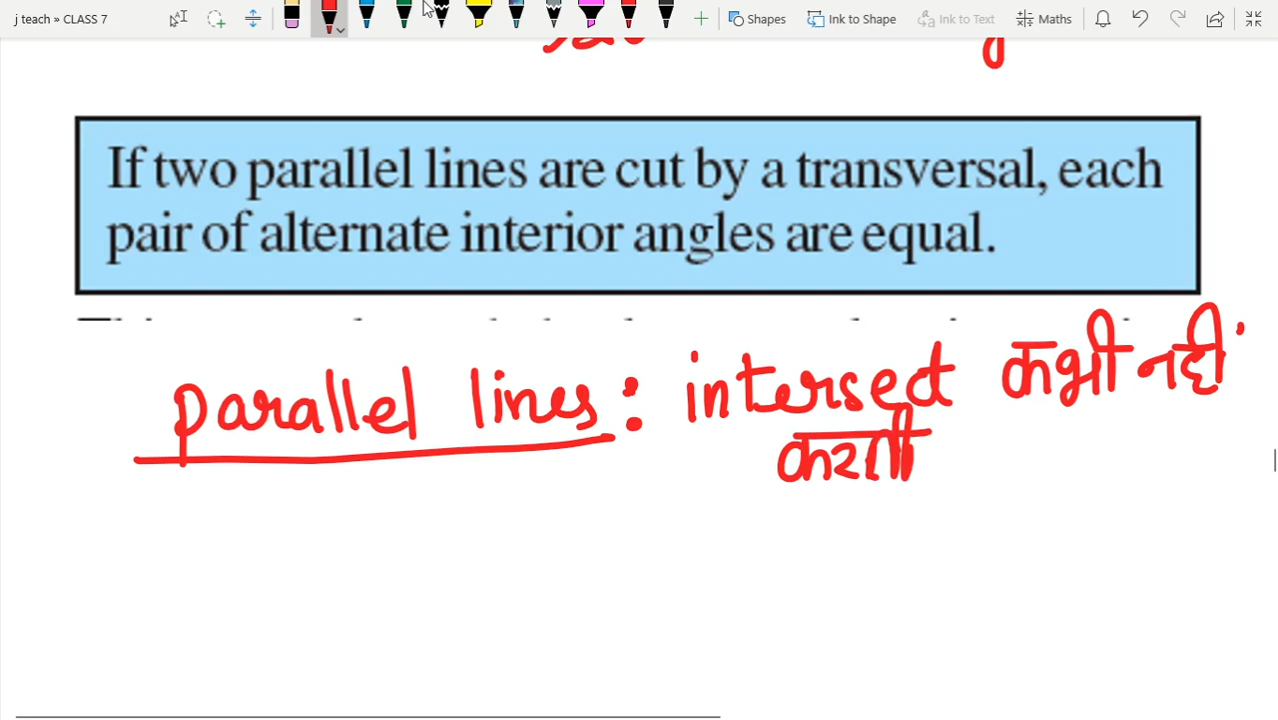 j teach » CLASS 7
Shapes
Ink to Shape
Ink to Text
Maths
If two parallel lines are cut by a transversal, each
pair of alternate interior angles are equal.
parallel lines : intersect कभी नहीं
करती